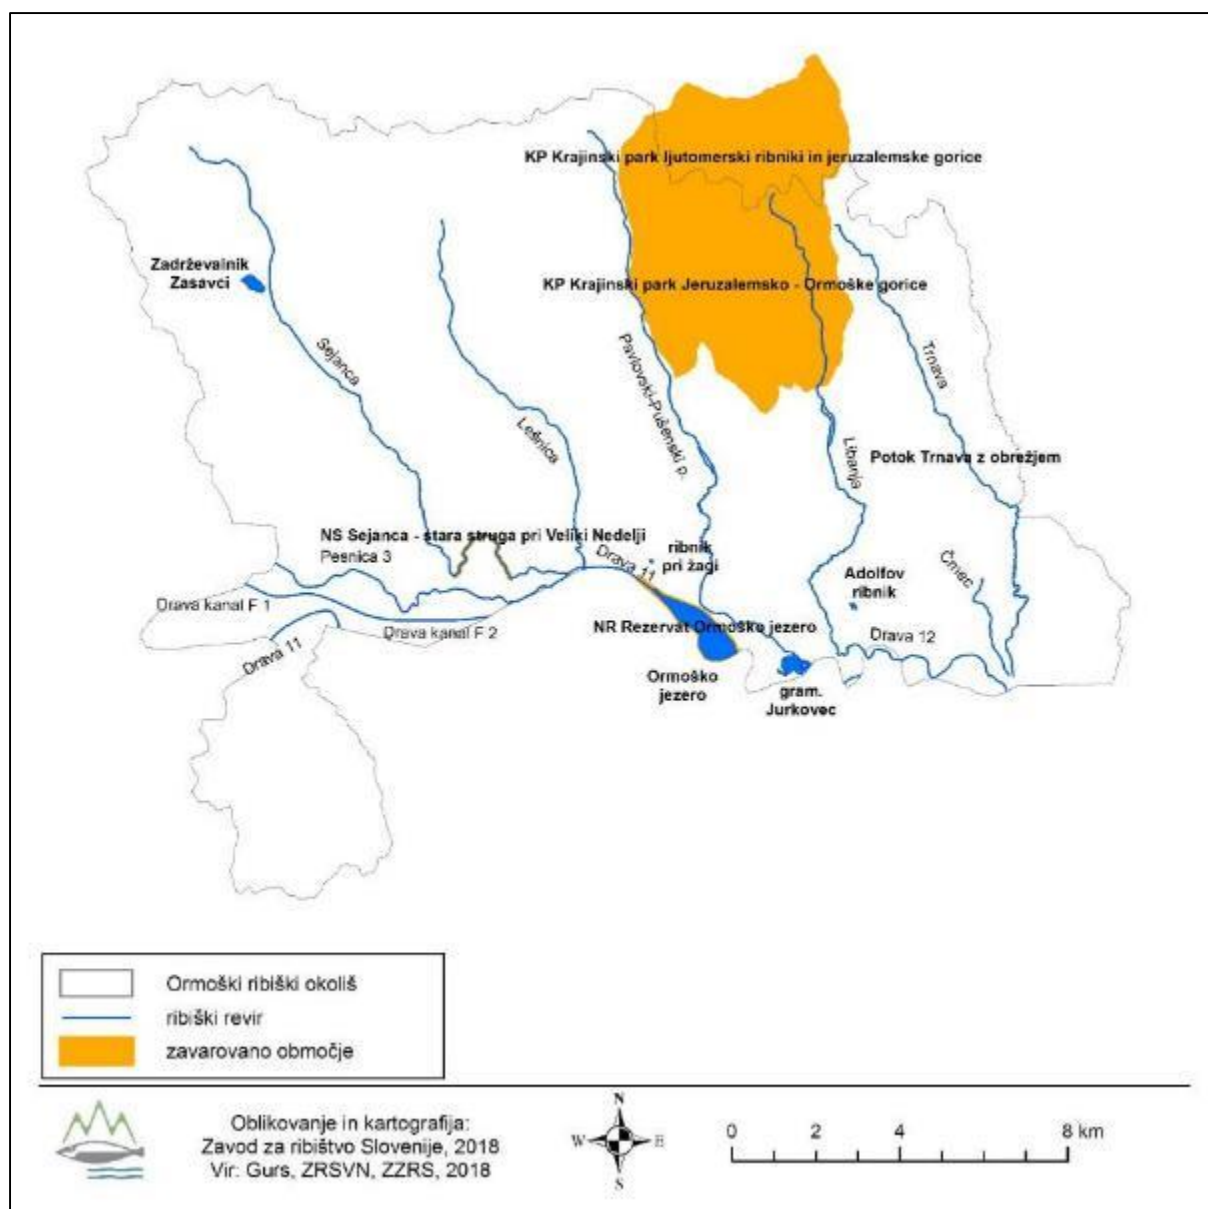 KP Krajinski park ljutomerski ribniki in jeruzalemske gorice
Zadrževalnik
Zasavci
KP Krajinski park Jeruzalemsko - Ormoške gorice
Sejanca
Pavlovski-Pušenski p.
Trnava
Lešnica
Libanja
Potok Trnava z obrežjem
NS Sejanca - stara struga pri Veliki Nedelji
Pesnica 3
Drava 11
ribnik
pri žagi
Črnec
Adolfov
ribnik
Drava kanal F 1
Drava kanal F 2
NR Rezervat Ormoško jezero
Drava 12
Drava 11
Ormoško
jezero
gram.
Jurkovec
Ormoški ribiški okoliš
ribiški revir
zavarovano območje
Oblikovanje in kartografija:
Zavod za ribištvo Slovenije, 2018
Vir: Gurs, ZRSVN, ZZRS, 2018
N
W E
S
0 2 4 8 km